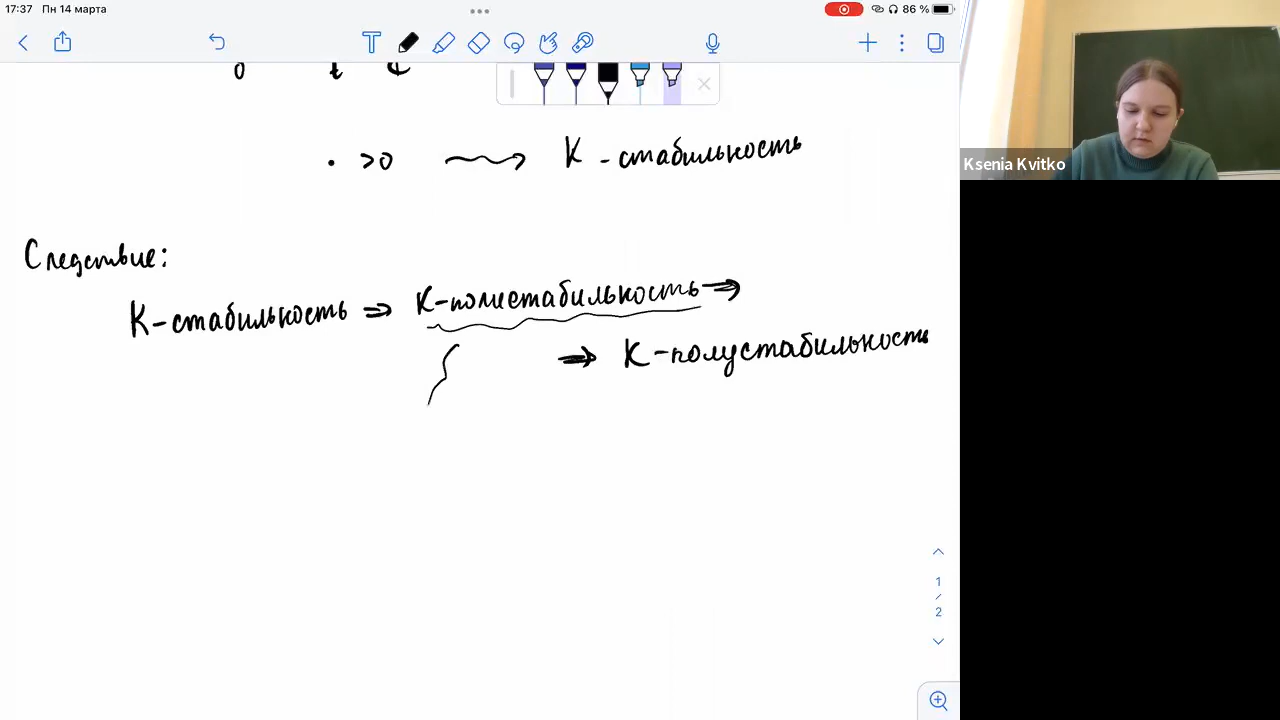 17:37 Пн 14 марта
86 %
T
· >0 ⇝ К - стабильность
Следствие:
К-стабильность ⇒ К-полистабильность ⇒
⇒ К-полустабильность
1
/
2
Ksenia Kvitko